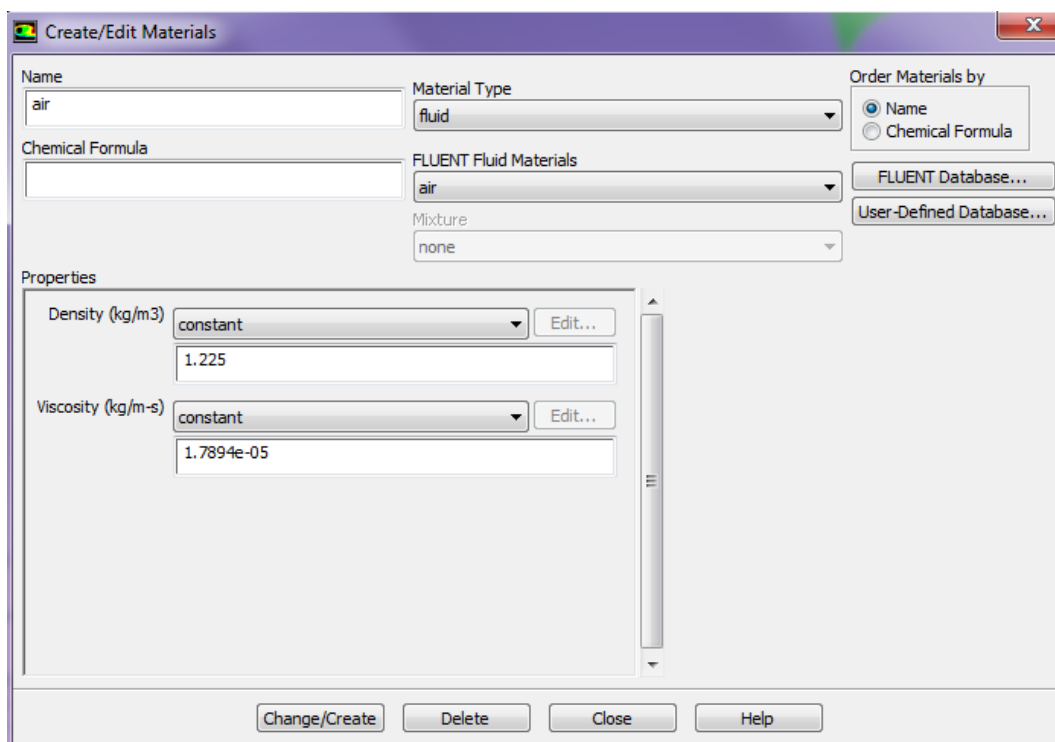 Create/Edit Materials
Name
air
Chemical Formula
Material Type
fluid
FLUENT Fluid Materials
air
Mixture
none
Order Materials by
Name
Chemical Formula
FLUENT Database...
User-Defined Database...
Properties
Density (kg/m3)
constant
Edit...
1.225
Viscosity (kg/m-s)
constant
Edit...
1.7894e-05
Change/Create
Delete
Close
Help